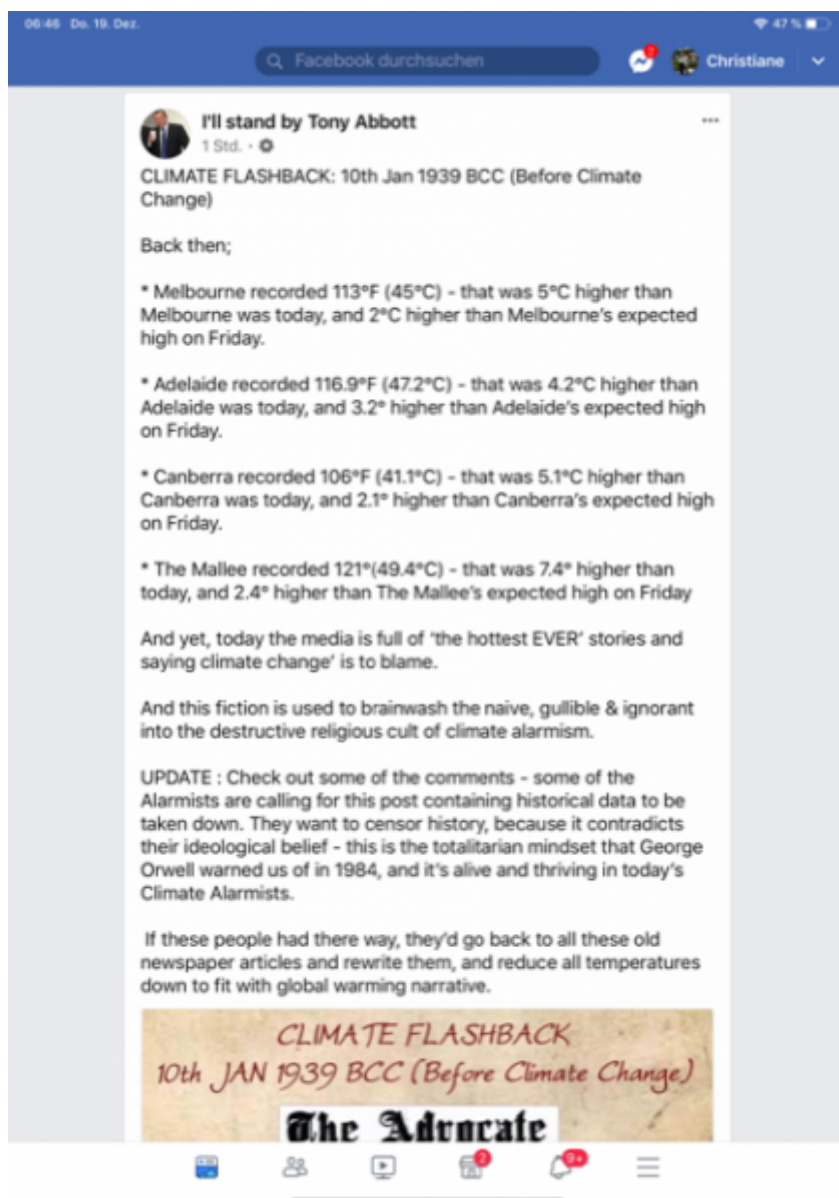 06:46 Do. 19. Dez.
47 %
Facebook durchsuchen
2
Christiane
I'll stand by Tony Abbott
1 Std. ·
CLIMATE FLASHBACK: 10th Jan 1939 BCC (Before Climate
Change)
Back then;
* Melbourne recorded 113°F (45°C) - that was 5°C higher than
Melbourne was today, and 2°C higher than Melbourne's expected
high on Friday.
* Adelaide recorded 116.9°F (47.2°C) - that was 4.2°C higher than
Adelaide was today, and 3.2° higher than Adelaide's expected high
on Friday.
* Canberra recorded 106°F (41.1°C) - that was 5.1°C higher than
Canberra was today, and 2.1° higher than Canberra's expected high
on Friday.
* The Mallee recorded 121°(49.4°C) - that was 7.4° higher than
today, and 2.4° higher than The Mallee's expected high on Friday
And yet, today the media is full of 'the hottest EVER' stories and
saying climate change' is to blame.
And this fiction is used to brainwash the naive, gullible & ignorant
into the destructive religious cult of climate alarmism.
UPDATE : Check out some of the comments - some of the
Alarmists are calling for this post containing historical data to be
taken down. They want to censor history, because it contradicts
their ideological belief - this is the totalitarian mindset that George
Orwell warned us of in 1984, and it's alive and thriving in today's
Climate Alarmists.
If these people had there way, they'd go back to all these old
newspaper articles and rewrite them, and reduce all temperatures
down to fit with global warming narrative.
CLIMATE FLASHBACK
10th JAN 1939 BCC (Before Climate Change)
The Advocate
2
9+